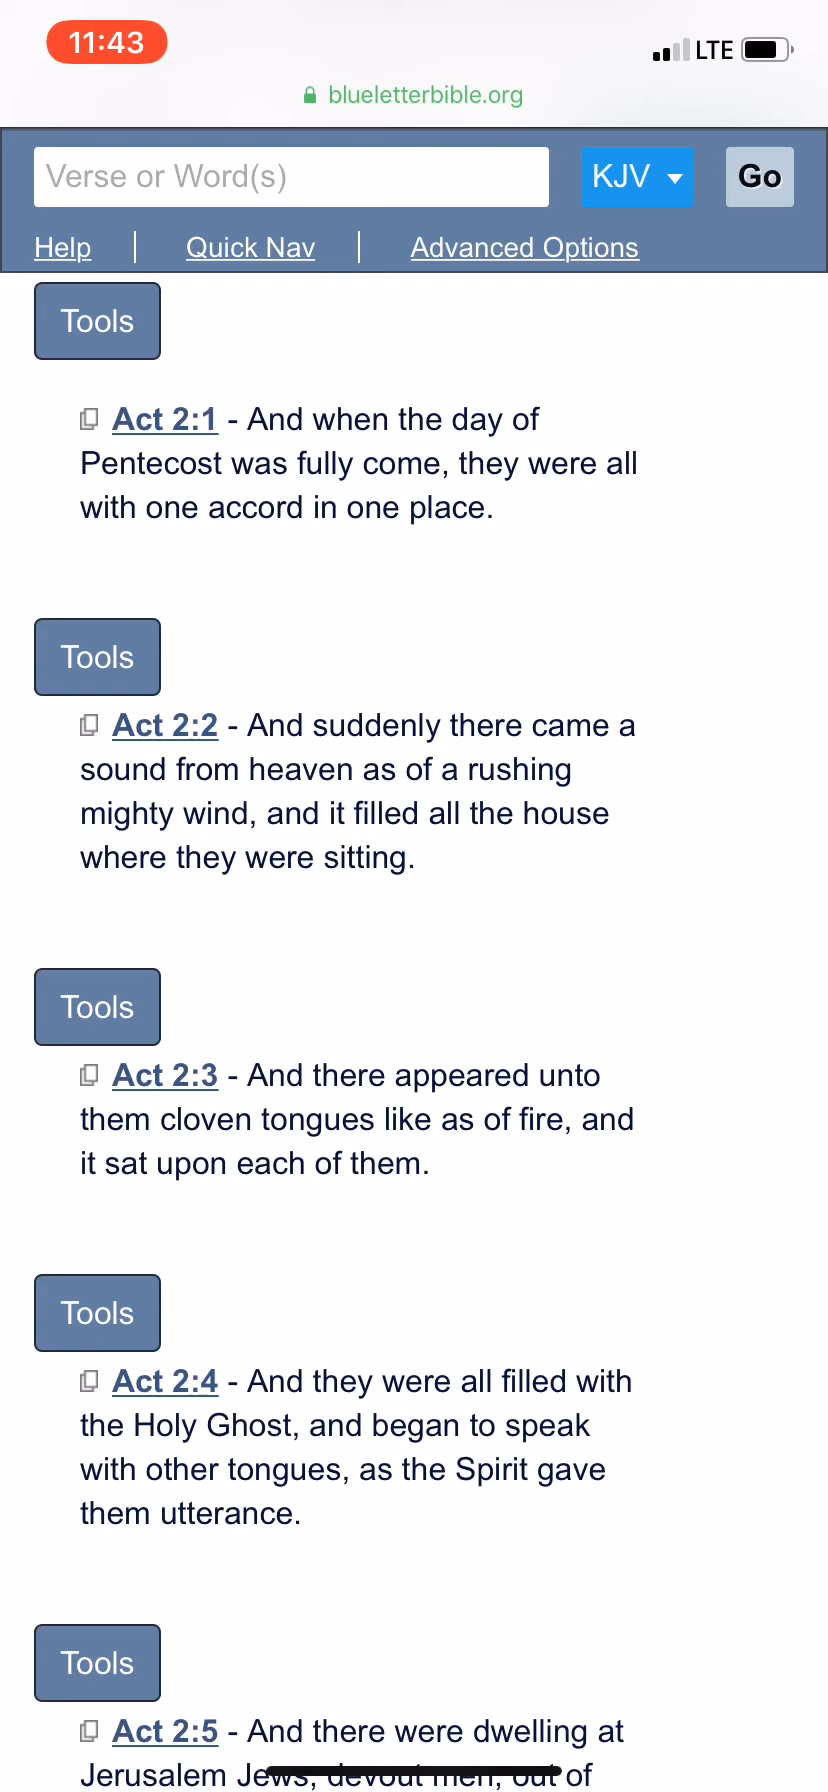 11:43
LTE
blueletterbible.org
Verse or Word(s)
KJV
Go
Help
Quick Nav
Advanced Options
Tools
Act 2:1 - And when the day of
Pentecost was fully come, they were all
with one accord in one place.
Tools
Act 2:2 - And suddenly there came a
sound from heaven as of a rushing
mighty wind, and it filled all the house
where they were sitting.
Tools
Act 2:3 - And there appeared unto
them cloven tongues like as of fire, and
it sat upon each of them.
Tools
Act 2:4 - And they were all filled with
the Holy Ghost, and began to speak
with other tongues, as the Spirit gave
them utterance.
Tools
Act 2:5 - And there were dwelling at
Jerusalem Jews, devout men, out of